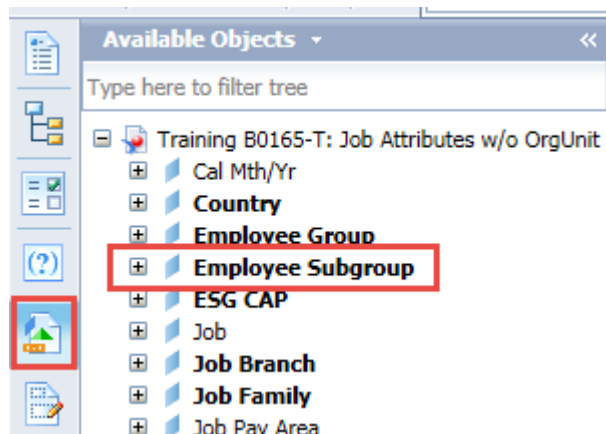 Available Objects
Type here to filter tree
Training B0165-T: Job Attributes w/o OrgUnit
Cal Mth/Yr
Country
Employee Group
Employee Subgroup
ESG CAP
Job
Job Branch
Job Family
Job Pay Area